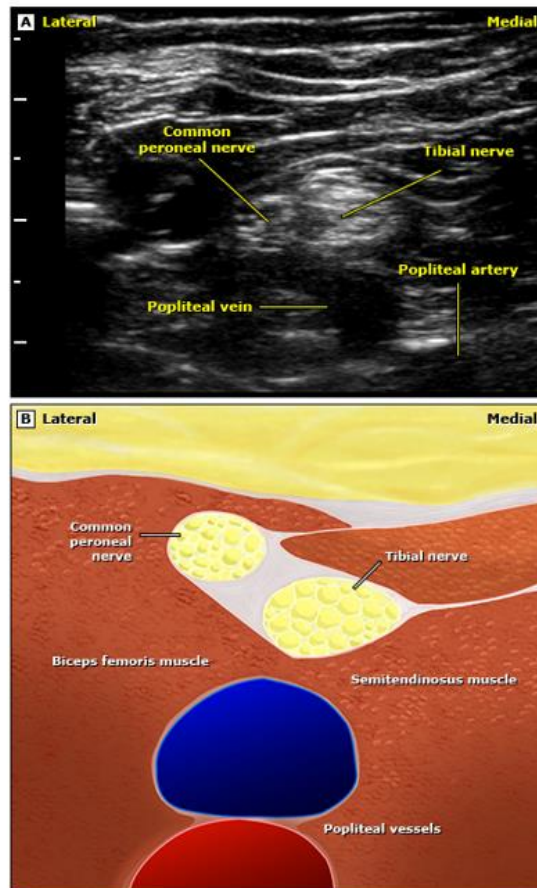 A Lateral
Medial
Common
peroneal nerve
Tibial nerve
Popliteal artery
Popliteal vein
B Lateral
Medial
Common
peroneal
nerve
Tibial nerve
Biceps femoris muscle
Semitendinosus muscle
Popliteal vessels